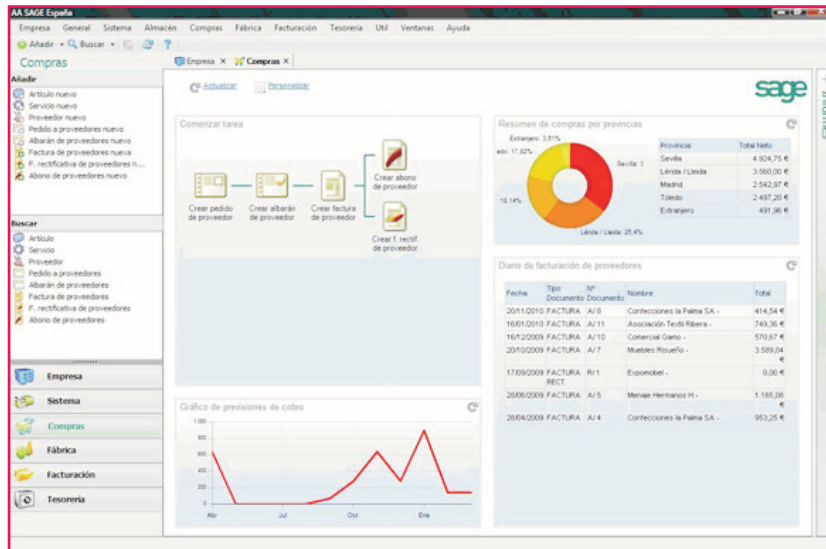 AA SAGE España
Empresa General Sistema Almacén Compras Fábrica Facturación Tesorería Util Ventanas Ayuda
Añadir Buscar
Compras
Empresa Compras
Añadir
Artículo nuevo
Servicio nuevo
Proveedor nuevo
Pedido a proveedores nuevo
Albarán de proveedores nuevo
Factura de proveedores nueva
F. rectificativa de proveedores n...
Abono de proveedores nuevo
Buscar
Artículo
Servicio
Proveedor
Pedido a proveedores
Albarán de proveedores
Factura de proveedores
F. rectificativa de proveedores
Abono de proveedores
Empresa
Sistema
Compras
Fábrica
Facturación
Tesorería
Actualizar Personalizar
sage
Comenzar tarea
Crear pedido de proveedor
Crear albarán de proveedor
Crear factura de proveedor
Crear abono de proveedor
Crear f. rectif. de proveedor
Gráfico de previsiones de cobro
1.000
800
600
400
200
0
Abr Jul Oct Ene
Resumen de compras por provincias
Extranjero: 3,51%
17,82%
18,14%
Sevilla: 3
Lérida / Lleida: 25,4%
Provincia Total Neto
Sevilla 4.924,75 €
Lérida / Lleida 3.560,00 €
Madrid 2.542,97 €
Toledo 2.497,20 €
Extranjero 491,96 €
Diario de facturación de proveedores
Fecha Tipo Documento Nº Documento Nombre Total
20/11/2010 FACTURA A/ 8 Confecciones la Palma SA - 414,54 €
16/01/2010 FACTURA A/ 11 Asociación Textil Ribera - 749,36 €
16/12/2009 FACTURA A/ 10 Comercial Gamo - 570,67 €
20/10/2009 FACTURA A/ 7 Muebles Risueño - 3.589,04 €
17/09/2009 FACTURA RECT. R/ 1 Expomobel - 0,00 €
28/06/2009 FACTURA A/ 5 Menaje Hermanos H - 1.165,08 €
28/04/2009 FACTURA A/ 4 Confecciones la Palma SA - 953,25 €